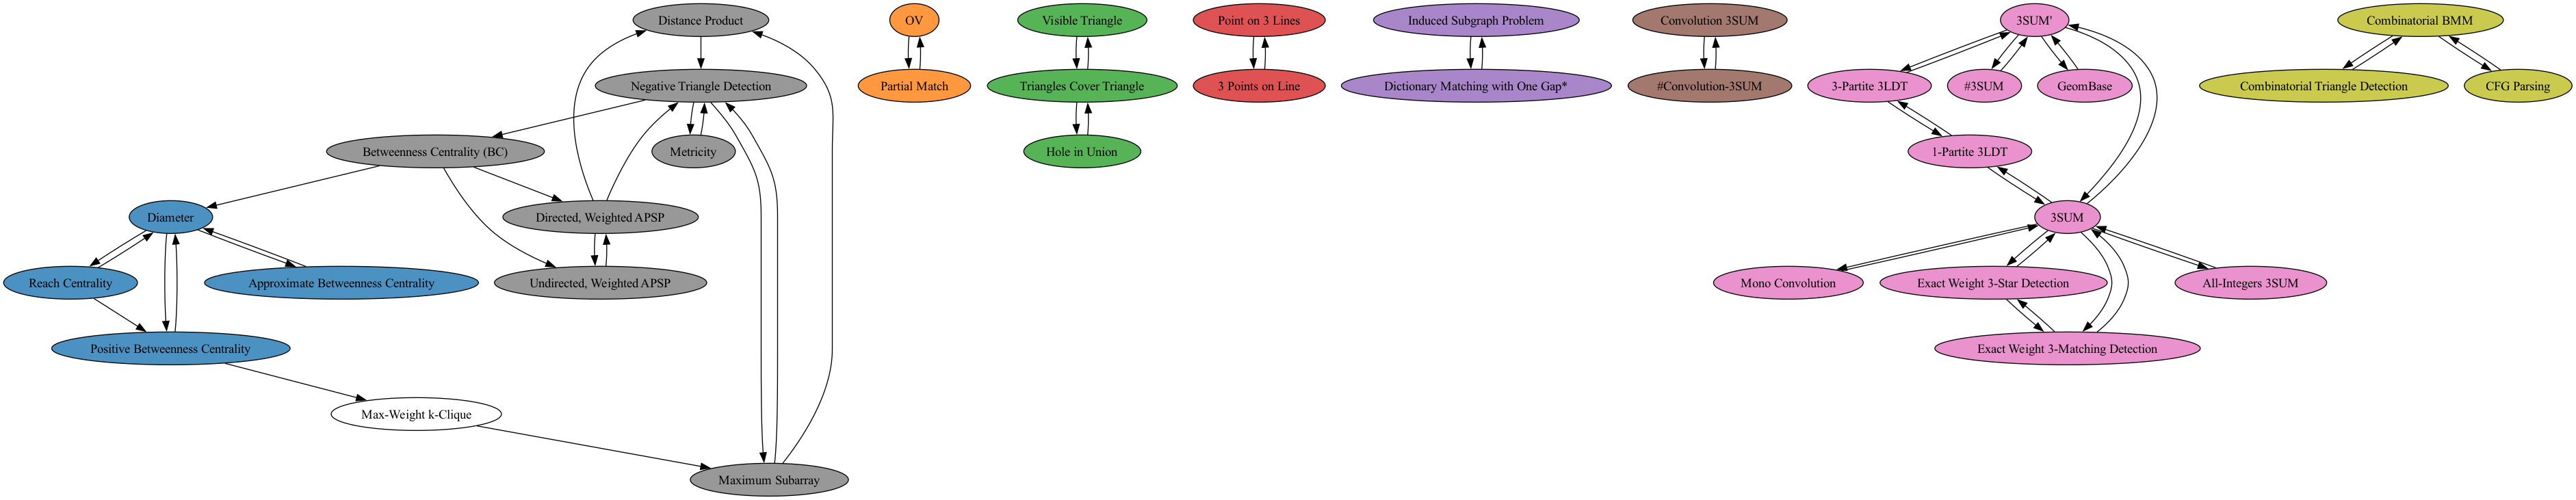 Distance Product
OV
Visible Triangle
Point on 3 Lines
Induced Subgraph Problem
Convolution 3SUM
3SUM'
Combinatorial BMM
Negative Triangle Detection
Partial Match
Triangles Cover Triangle
3 Points on Line
Dictionary Matching with One Gap*
#Convolution-3SUM
3-Partite 3LDT
#3SUM
GeomBase
Combinatorial Triangle Detection
CFG Parsing
Betweenness Centrality (BC)
Metricity
Hole in Union
1-Partite 3LDT
Diameter
Directed, Weighted APSP
3SUM
Reach Centrality
Approximate Betweenness Centrality
Undirected, Weighted APSP
Mono Convolution
Exact Weight 3-Star Detection
All-Integers 3SUM
Positive Betweenness Centrality
Exact Weight 3-Matching Detection
Max-Weight k-Clique
Maximum Subarray